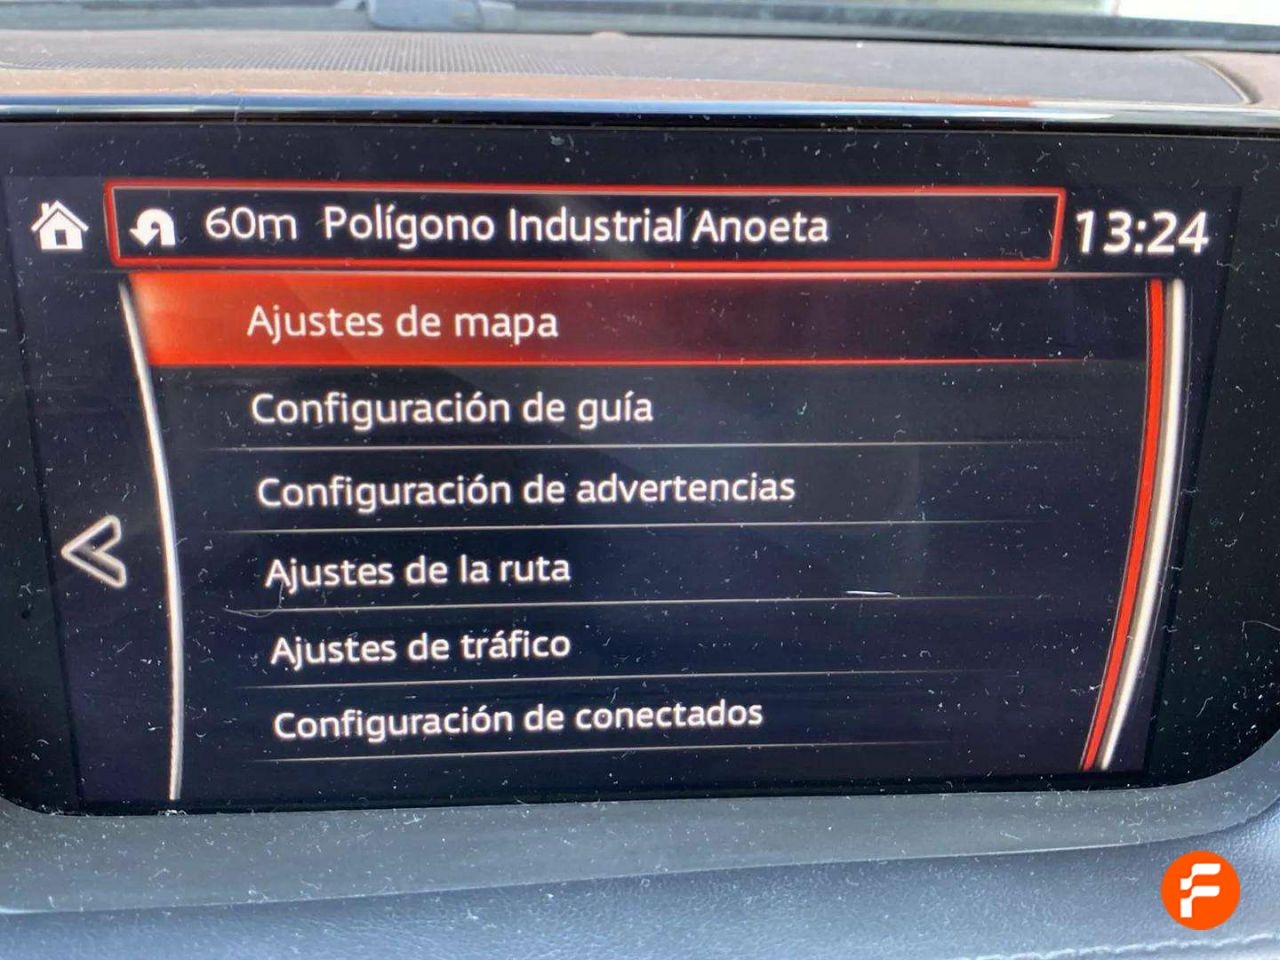 60m Polígono Industrial Anoeta 13:24
Ajustes de mapa
Configuración de guía
Configuración de advertencias
Ajustes de la ruta
Ajustes de tráfico
Configuración de conectados